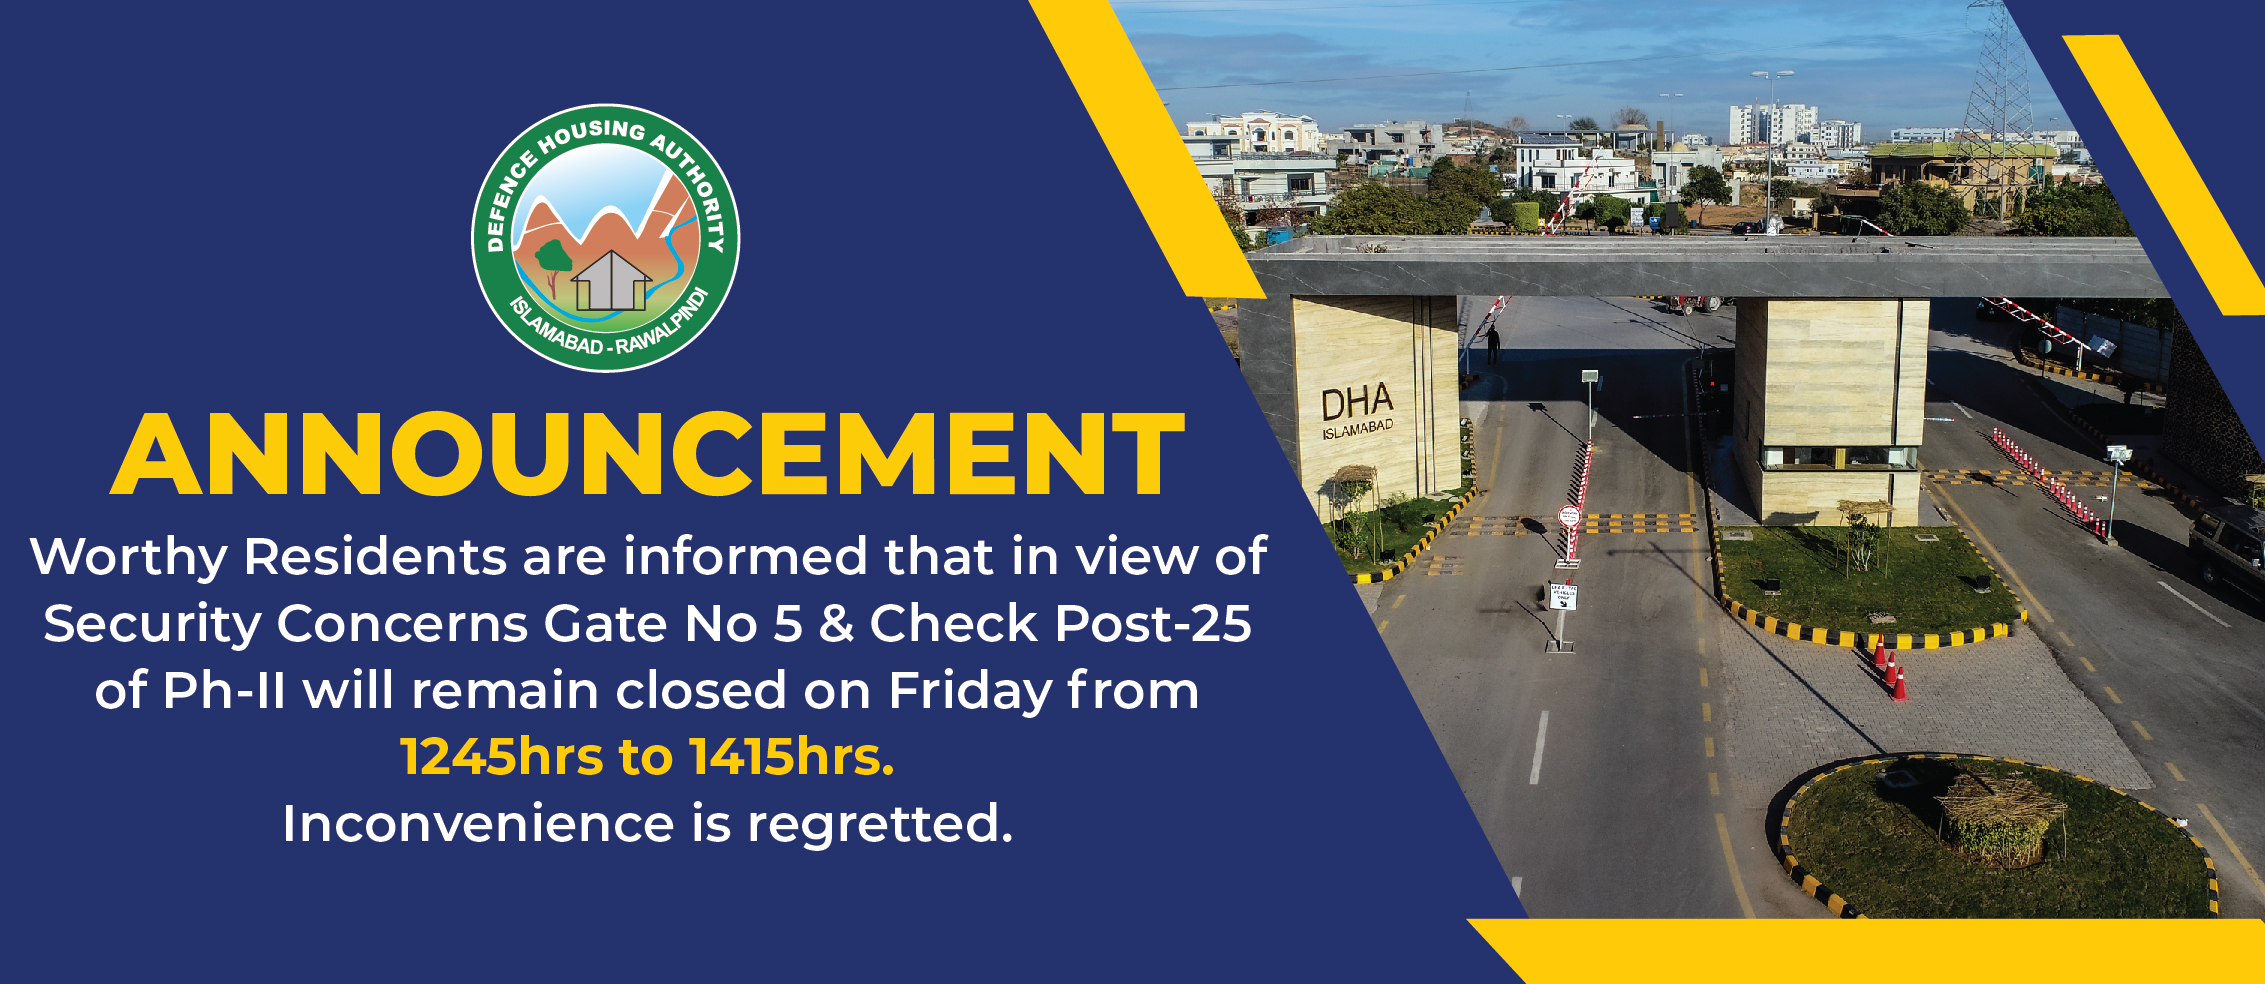 DEFENCE HOUSING AUTHORITY
ISLAMABAD - RAWALPINDI
ANNOUNCEMENT
Worthy Residents are informed that in view of
Security Concerns Gate No 5 & Check Post-25
of Ph-II will remain closed on Friday from
1245hrs to 1415hrs.
Inconvenience is regretted.
DHA
ISLAMABAD